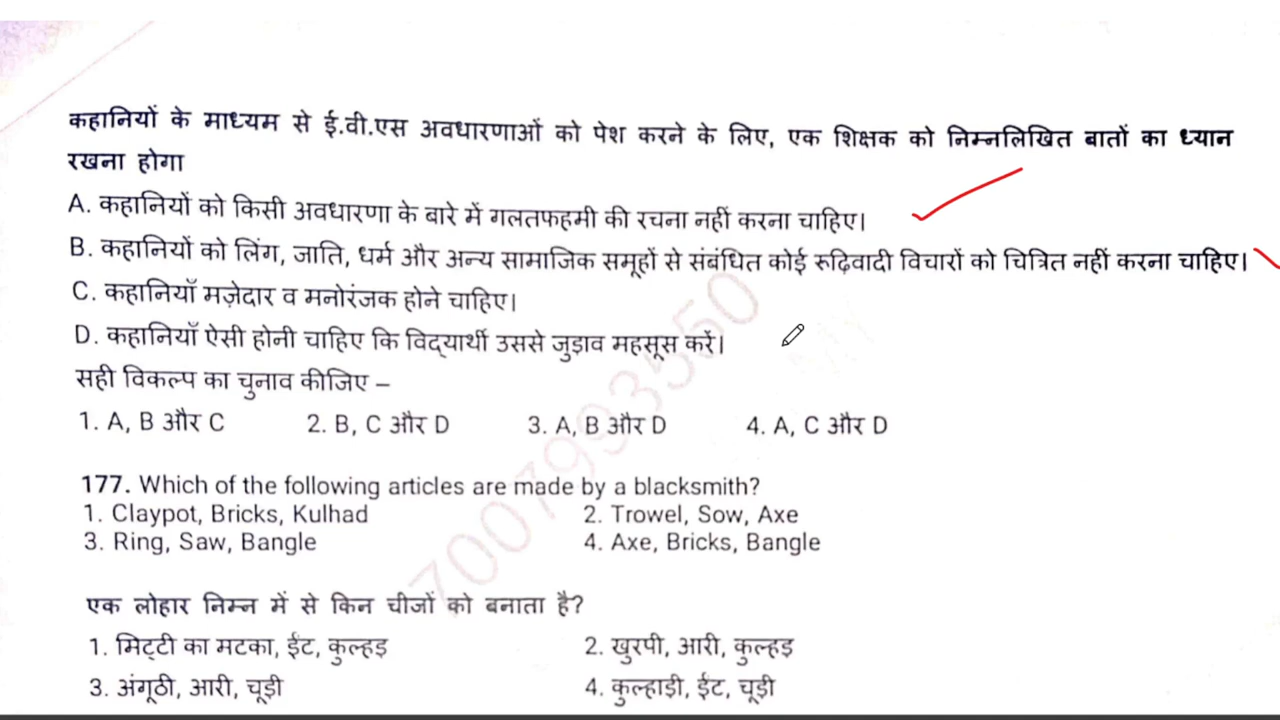 कहानियों के माध्यम से ई.वी.एस अवधारणाओं को पेश करने के लिए, एक शिक्षक को निम्नलिखित बातों का ध्यान
रखना होगा
A. कहानियों को किसी अवधारणा के बारे में गलतफहमी की रचना नहीं करना चाहिए।
B. कहानियों को लिंग, जाति, धर्म और अन्य सामाजिक समूहों से संबंधित कोई रूढ़िवादी विचारों को चित्रित नहीं करना चाहिए।
C. कहानियाँ मज़ेदार व मनोरंजक होने चाहिए।
D. कहानियाँ ऐसी होनी चाहिए कि विद्यार्थी उससे जुड़ाव महसूस करें।
सही विकल्प का चुनाव कीजिए –
1. A, B और C 2. B, C और D 3. A, B और D 4. A, C और D
177. Which of the following articles are made by a blacksmith?
1. Claypot, Bricks, Kulhad 2. Trowel, Sow, Axe
3. Ring, Saw, Bangle 4. Axe, Bricks, Bangle
एक लोहार निम्न में से किन चीजों को बनाता है?
1. मिट्टी का मटका, ईंट, कुल्हड़ 2. खुरपी, आरी, कुल्हड़
3. अंगूठी, आरी, चूड़ी 4. कुल्हाड़ी, ईंट, चूड़ी
7007993550